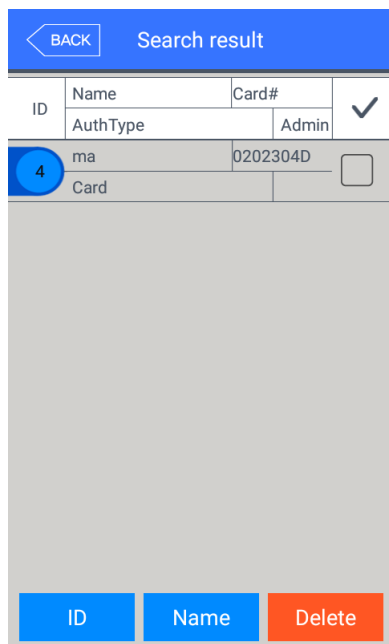 BACK Search result
ID Name Card#
AuthType Admin
4 ma 0202304D
Card
ID Name Delete